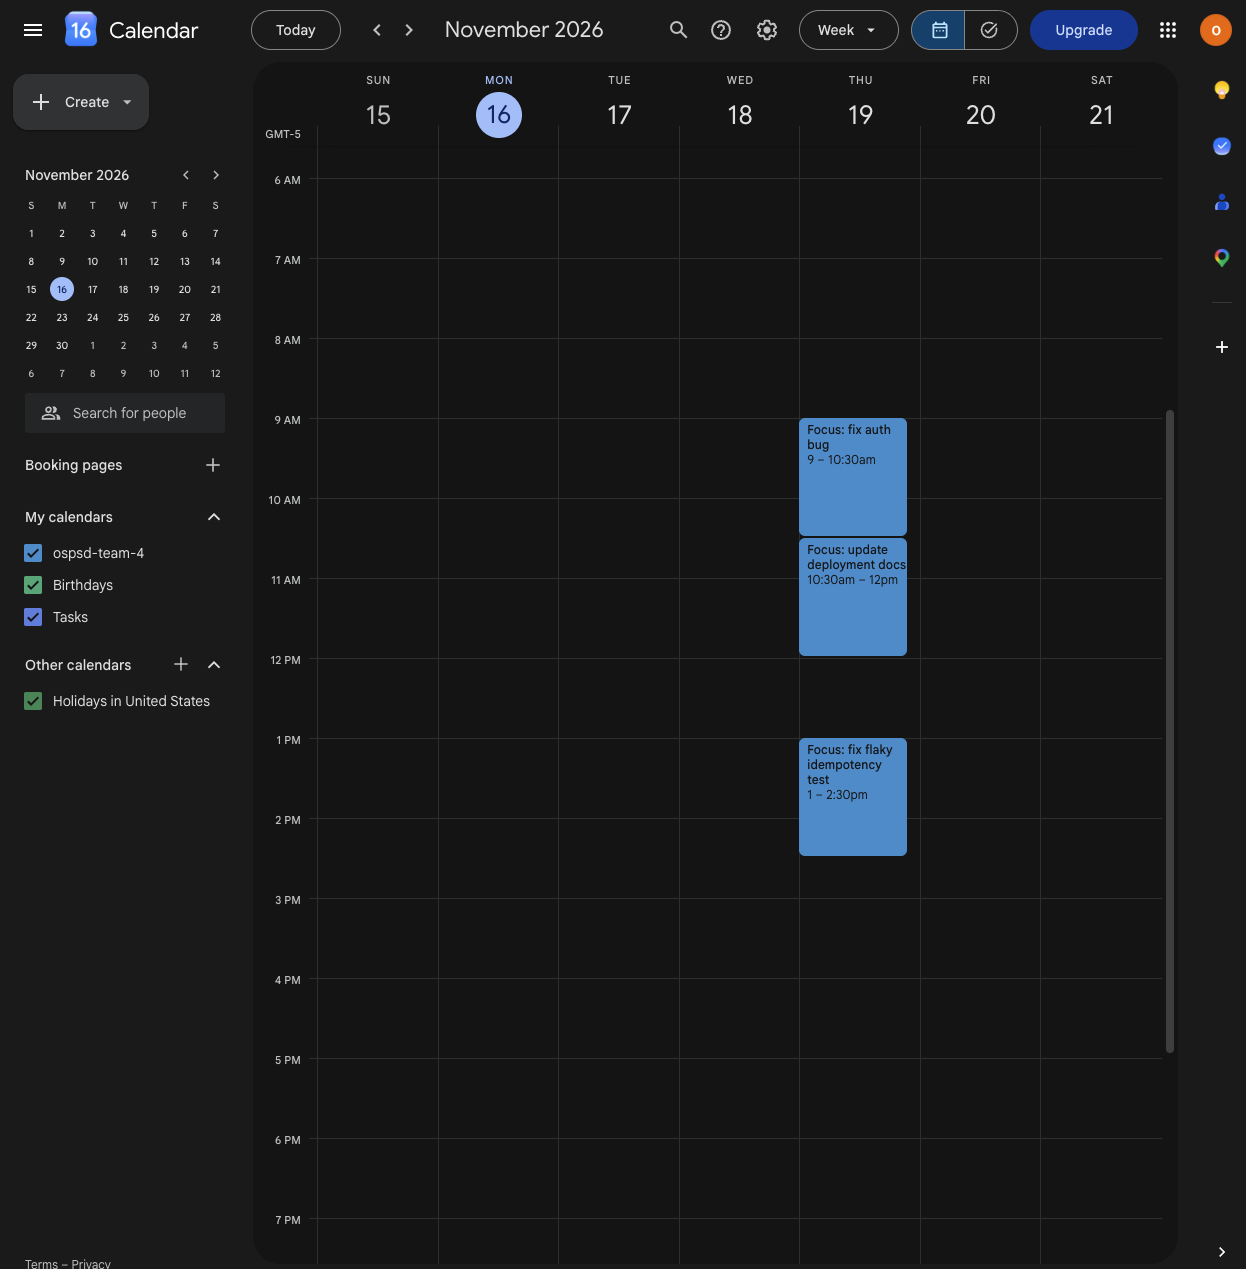 16 Calendar
Today
November 2026
Week
Upgrade
O
Create
November 2026
S M T W T F S
1 2 3 4 5 6 7
8 9 10 11 12 13 14
15 16 17 18 19 20 21
22 23 24 25 26 27 28
29 30 1 2 3 4 5
6 7 8 9 10 11 12
Search for people
Booking pages
My calendars
ospsd-team-4
Birthdays
Tasks
Other calendars
Holidays in United States
Terms – Privacy
SUN MON TUE WED THU FRI SAT
15 16 17 18 19 20 21
GMT-5
6 AM
7 AM
8 AM
9 AM
Focus: fix auth
bug
9 – 10:30am
10 AM
Focus: update
deployment docs
10:30am – 12pm
11 AM
12 PM
1 PM
Focus: fix flaky
idempotency
test
1 – 2:30pm
2 PM
3 PM
4 PM
5 PM
6 PM
7 PM